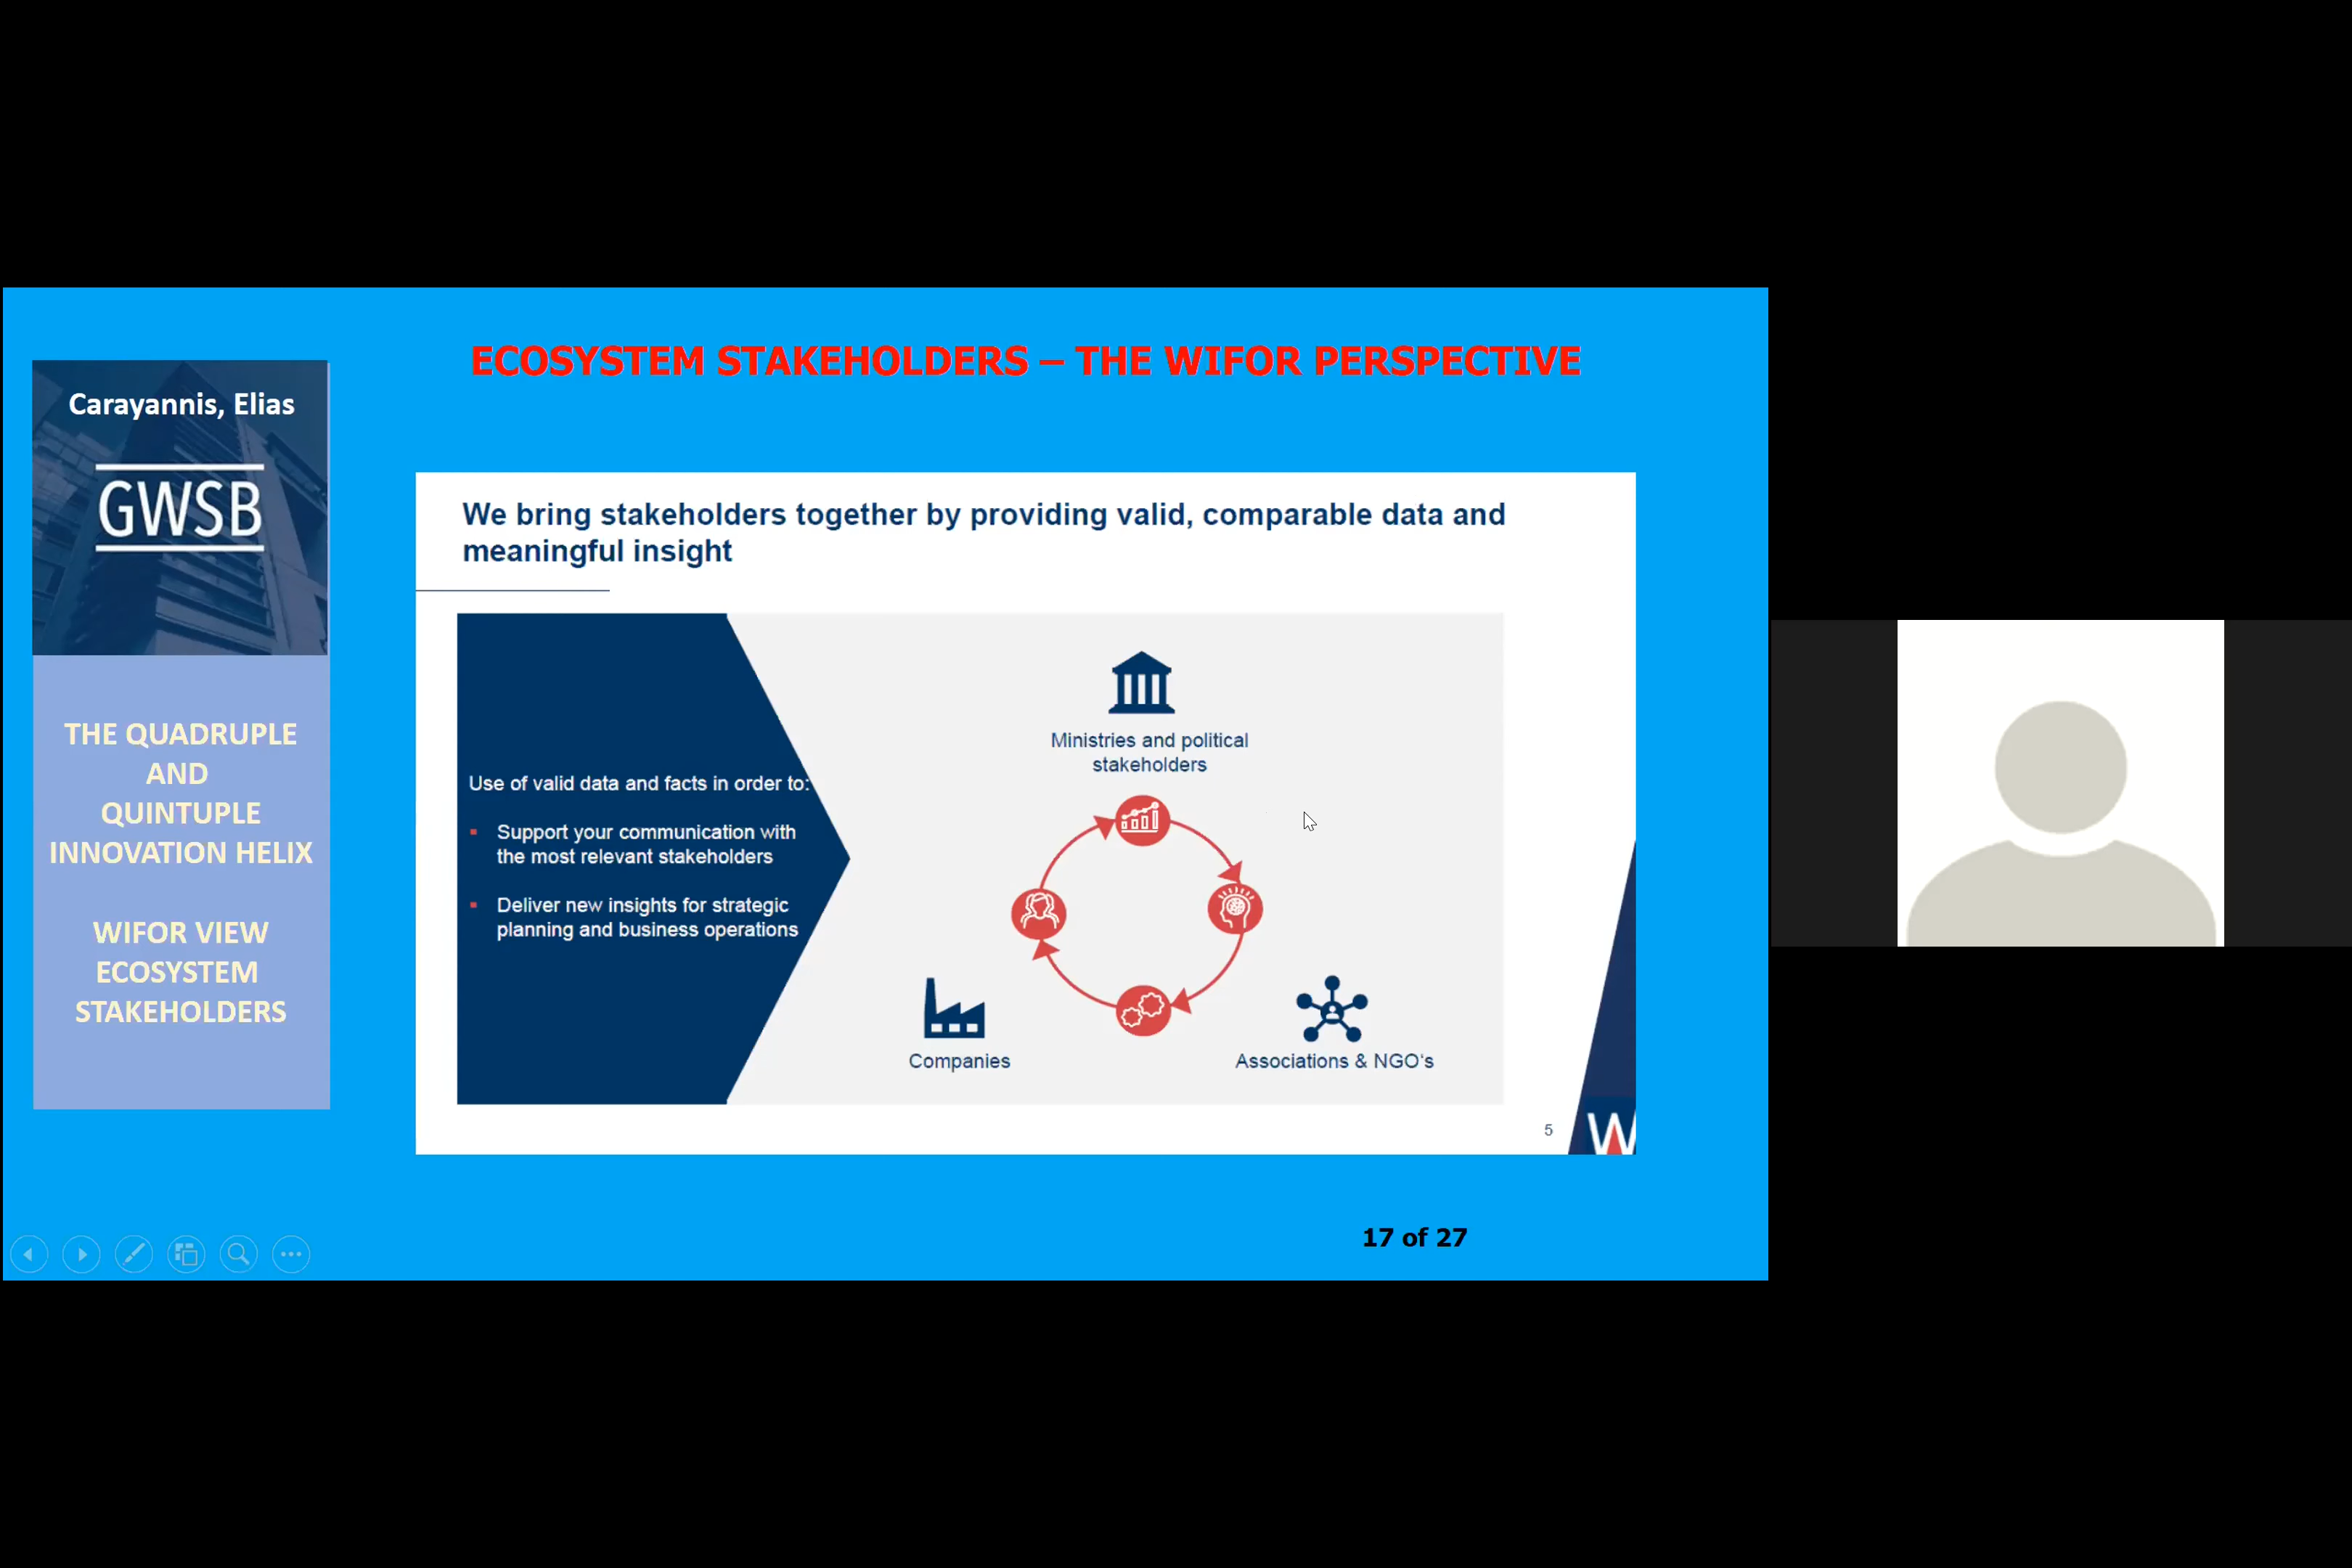 ECOSYSTEM STAKEHOLDERS – THE WIFOR PERSPECTIVE
Carayannis, Elias
GWSB
THE QUADRUPLE
AND
QUINTUPLE
INNOVATION HELIX
WIFOR VIEW
ECOSYSTEM
STAKEHOLDERS
We bring stakeholders together by providing valid, comparable data and
meaningful insight
Use of valid data and facts in order to:
▪ Support your communication with
the most relevant stakeholders
▪ Deliver new insights for strategic
planning and business operations
Ministries and political
stakeholders
Companies
Associations & NGO's
5
W
17 of 27